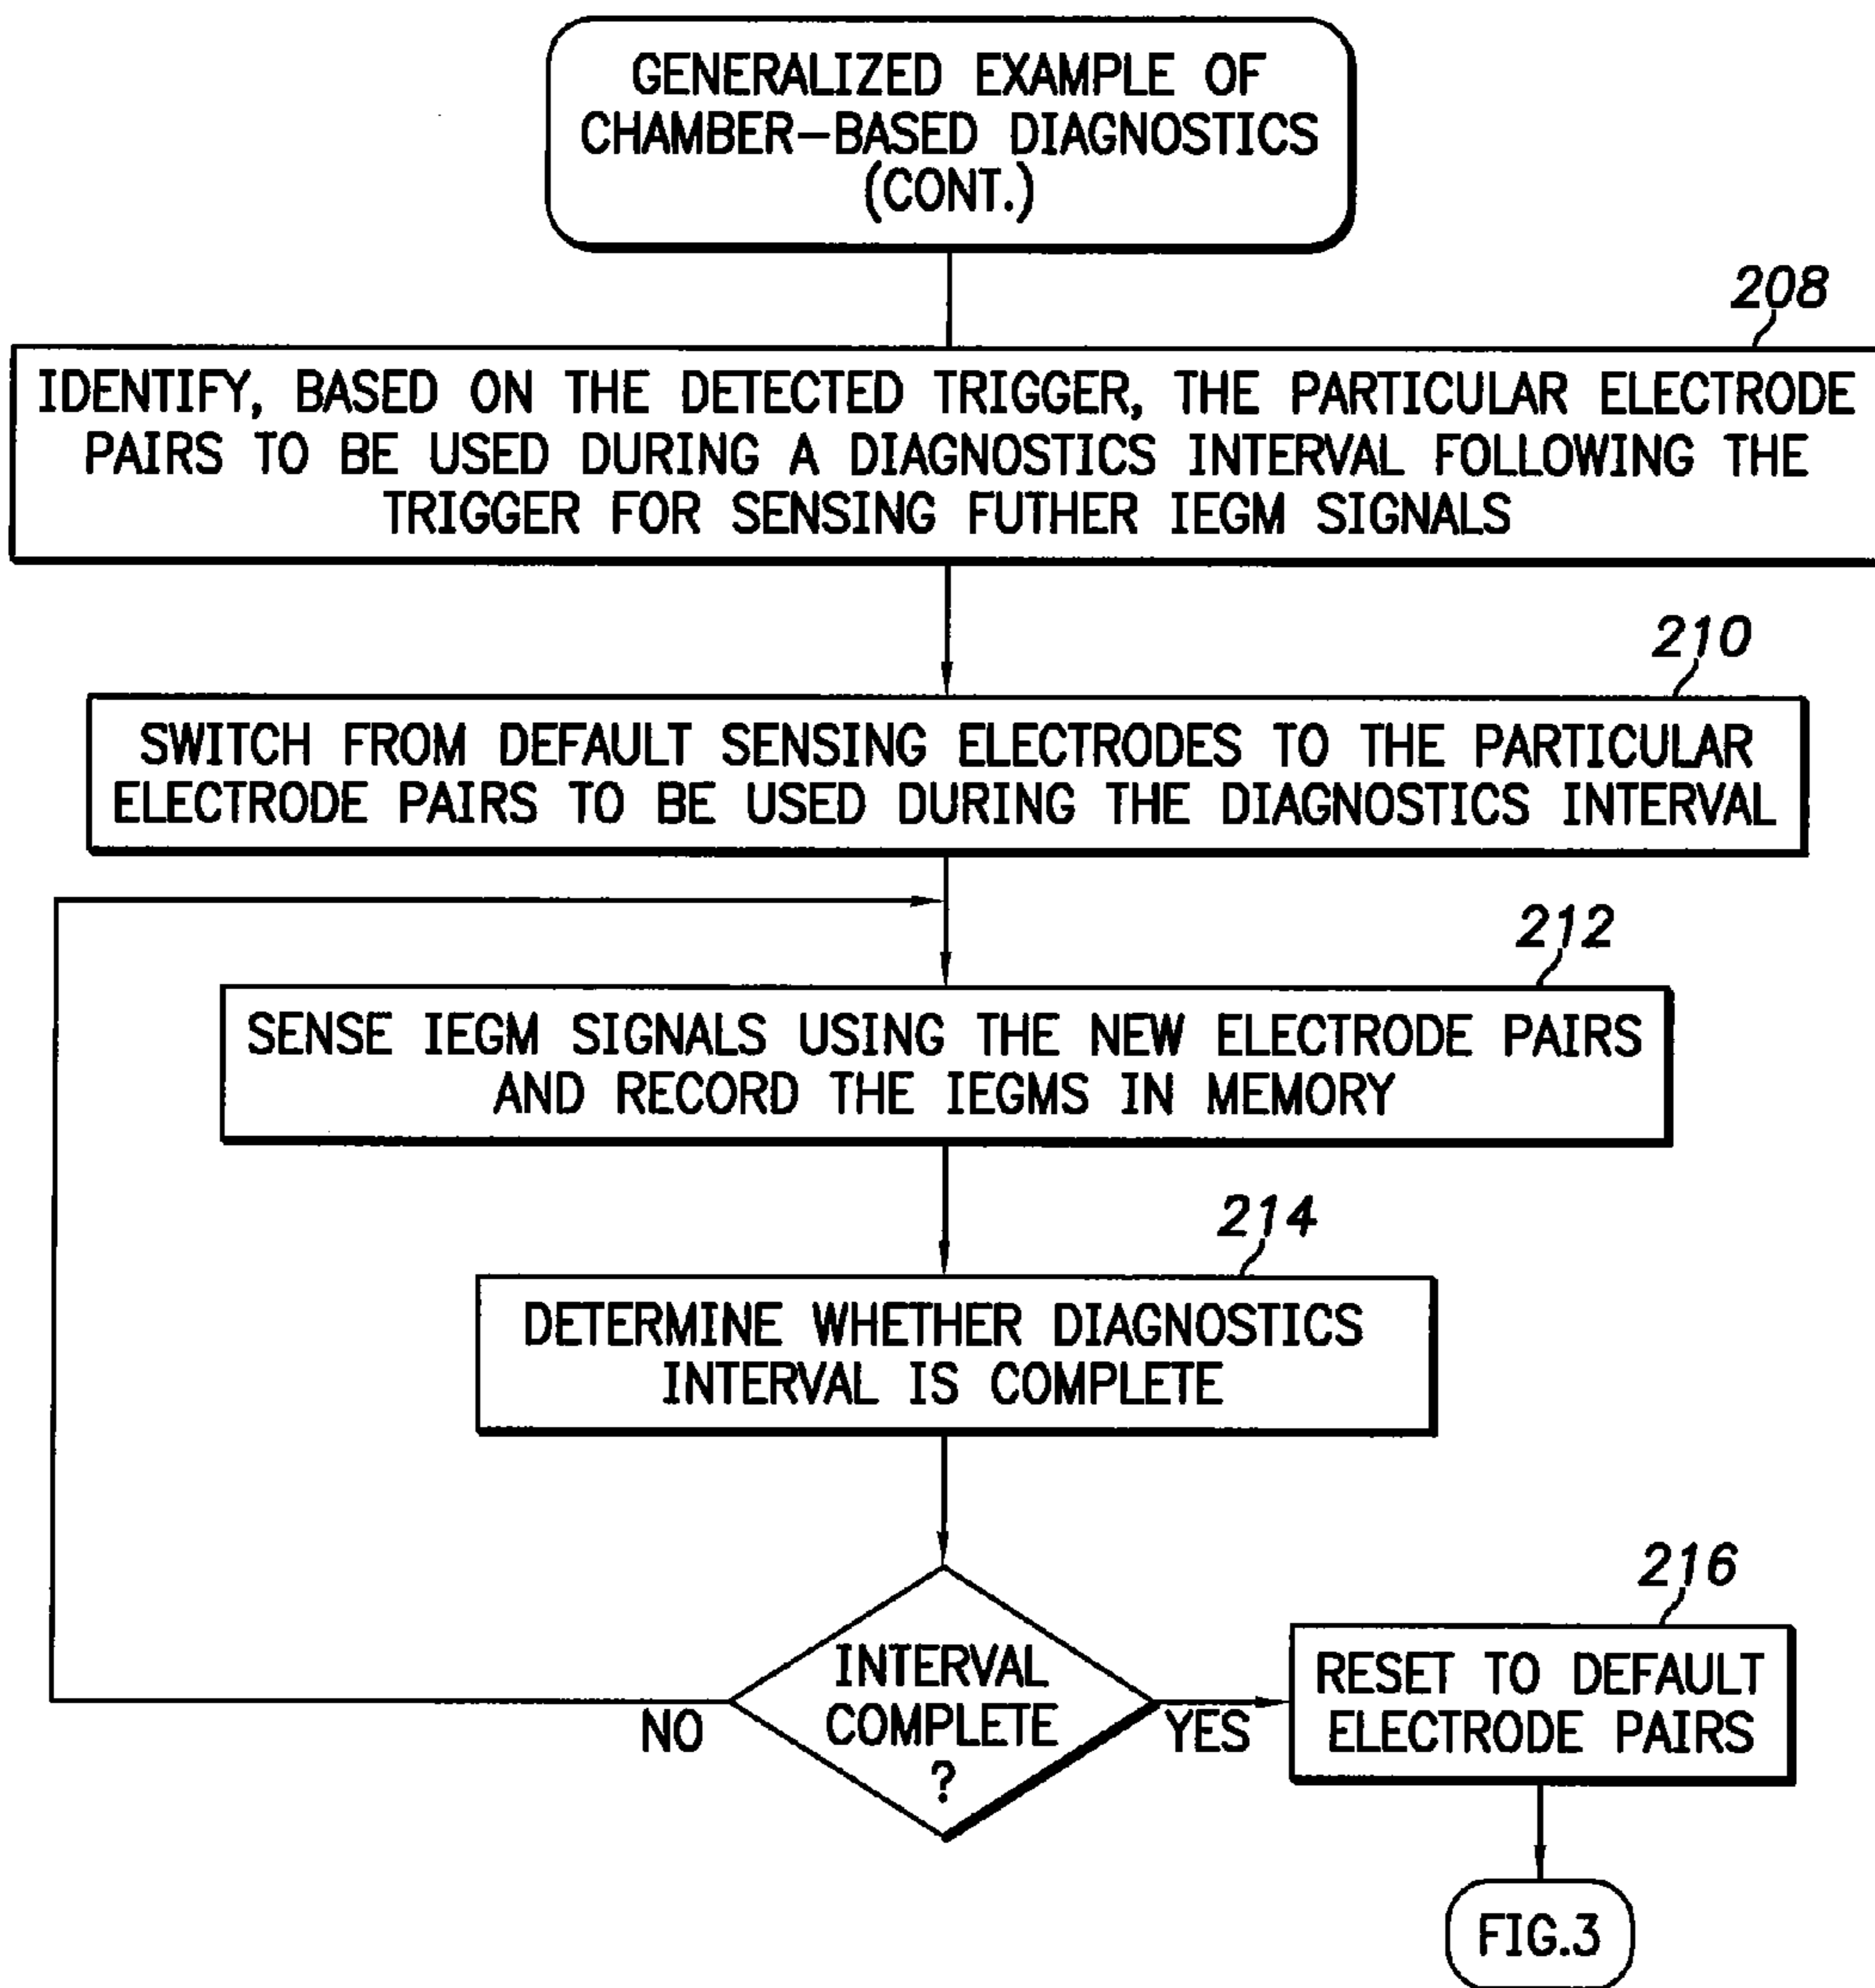 GENERALIZED EXAMPLE OF
CHAMBER-BASED DIAGNOSTICS
(CONT.)
208
IDENTIFY, BASED ON THE DETECTED TRIGGER, THE PARTICULAR ELECTRODE
PAIRS TO BE USED DURING A DIAGNOSTICS INTERVAL FOLLOWING THE
TRIGGER FOR SENSING FUTHER IEGM SIGNALS
210
SWITCH FROM DEFAULT SENSING ELECTRODES TO THE PARTICULAR
ELECTRODE PAIRS TO BE USED DURING THE DIAGNOSTICS INTERVAL
212
SENSE IEGM SIGNALS USING THE NEW ELECTRODE PAIRS
AND RECORD THE IEGMS IN MEMORY
214
DETERMINE WHETHER DIAGNOSTICS
INTERVAL IS COMPLETE
INTERVAL
COMPLETE
?
NO
YES
216
RESET TO DEFAULT
ELECTRODE PAIRS
FIG.3